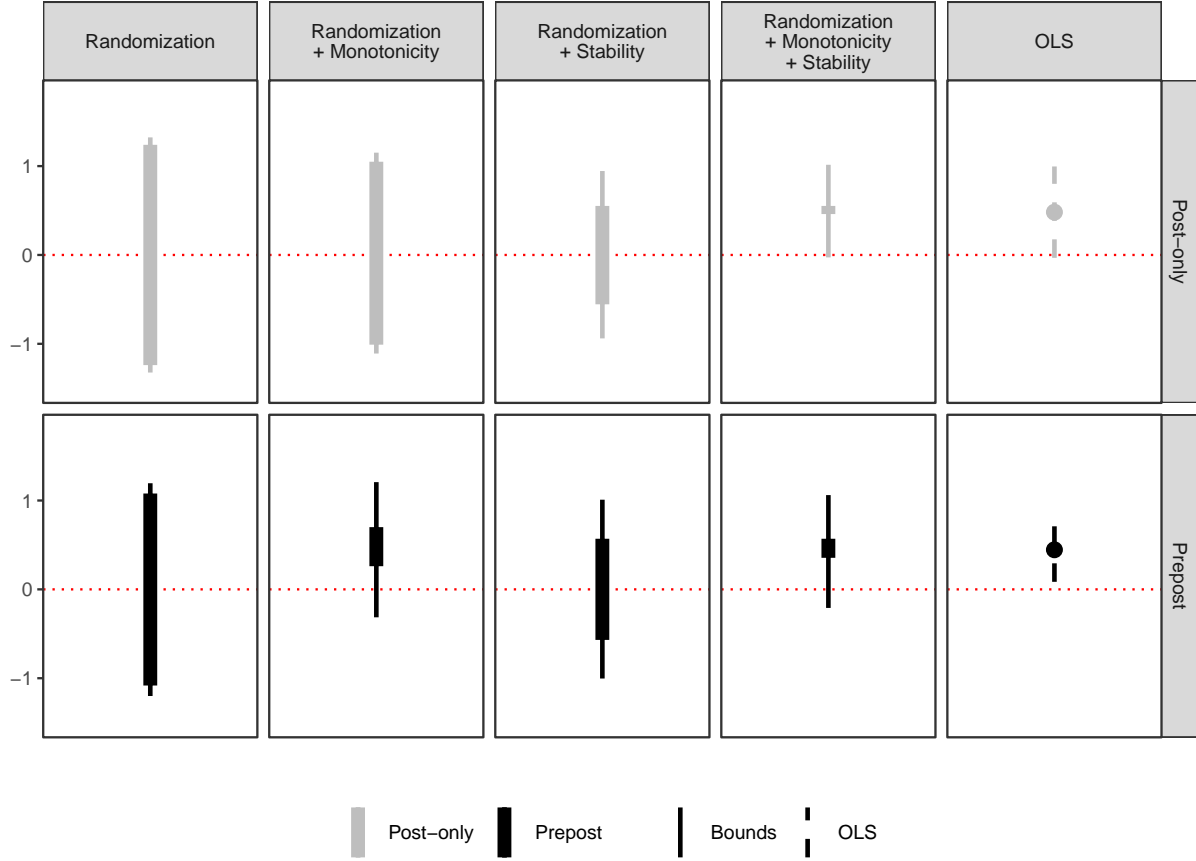 Randomization
Randomization
+ Monotonicity
Randomization
+ Stability
Randomization
+ Monotonicity
+ Stability
OLS
1
0
−1
Post−only
1
0
−1
Prepost
Post−only
Prepost
Bounds
OLS